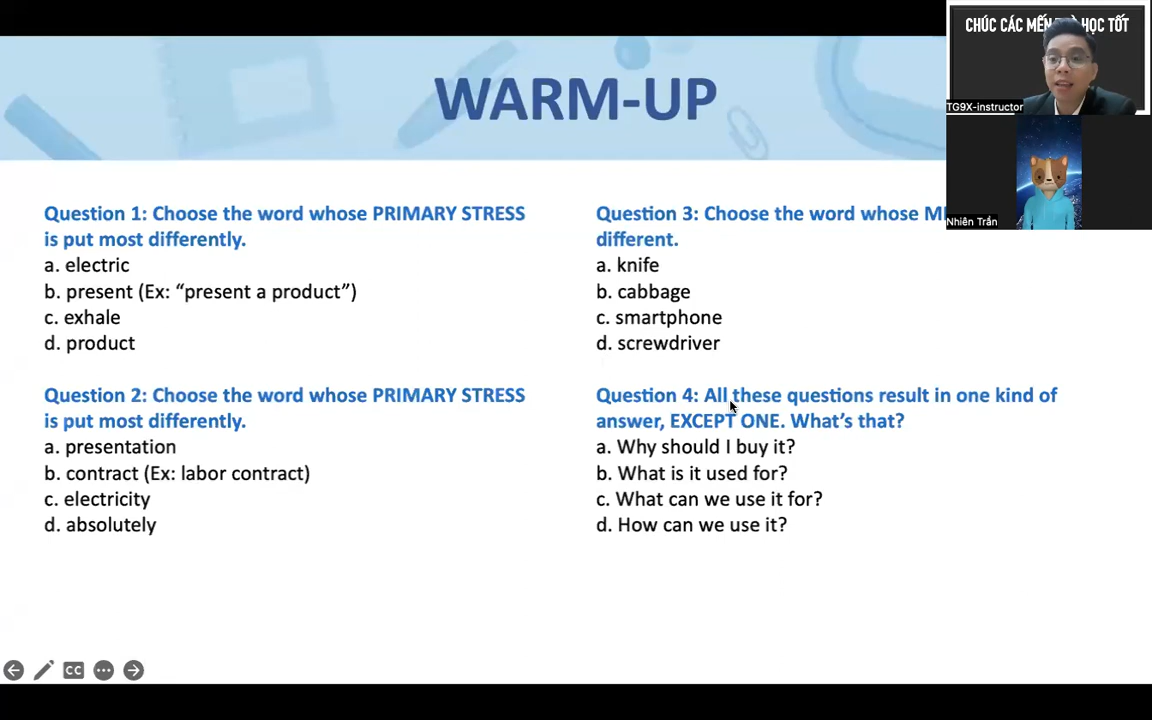 WARM-UP
CHÚC CÁC MẾN HỌC TỐT
TG9X-instructor
Nhiên Trần
Question 1: Choose the word whose PRIMARY STRESS
is put most differently.
a. electric
b. present (Ex: “present a product”)
c. exhale
d. product
Question 2: Choose the word whose PRIMARY STRESS
is put most differently.
a. presentation
b. contract (Ex: labor contract)
c. electricity
d. absolutely
Question 3: Choose the word whose
different.
a. knife
b. cabbage
c. smartphone
d. screwdriver
Question 4: All these questions result in one kind of
answer, EXCEPT ONE. What’s that?
a. Why should I buy it?
b. What is it used for?
c. What can we use it for?
d. How can we use it?
CC